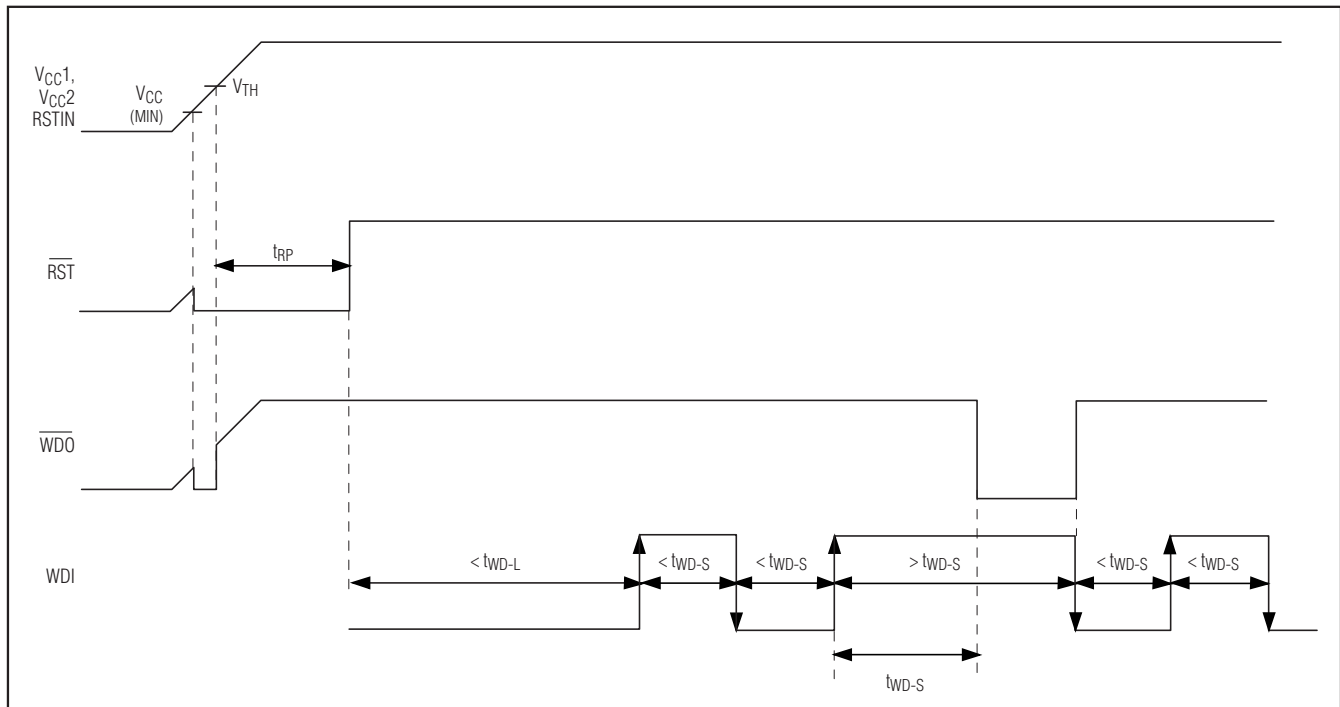 VCC1,
VCC2
RSTIN
VCC
(MIN)
VTH
RST
tRP
WDO
WDI
< tWD-L
< tWD-S
< tWD-S
> tWD-S
< tWD-S
< tWD-S
tWD-S